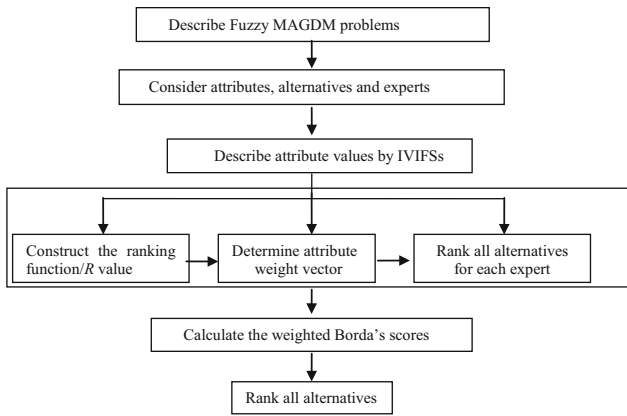 Describe Fuzzy MAGDM problems
Consider attributes, alternatives and experts
Describe attribute values by IVIFSs
Construct the ranking
function/R value
Determine attribute
weight vector
Rank all alternatives
for each expert
Calculate the weighted Borda's scores
Rank all alternatives